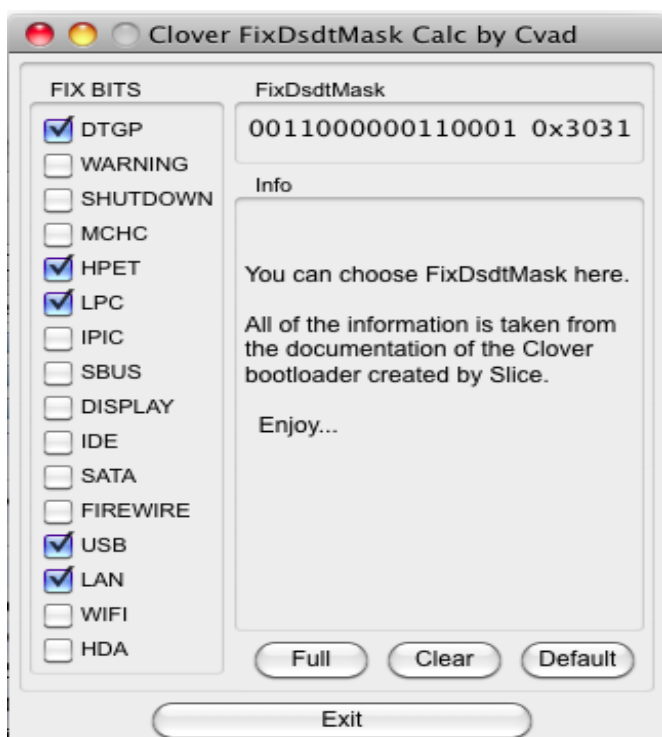 Clover FixDsdtMask Calc by Cvad
FIX BITS
DTGP
WARNING
SHUTDOWN
MCHC
HPET
LPC
IPIC
SBUS
DISPLAY
IDE
SATA
FIREWIRE
USB
LAN
WIFI
HDA
FixDsdtMask
0011000000110001 0x3031
Info
You can choose FixDsdtMask here.
All of the information is taken from
the documentation of the Clover
bootloader created by Slice.
Enjoy...
Full
Clear
Default
Exit